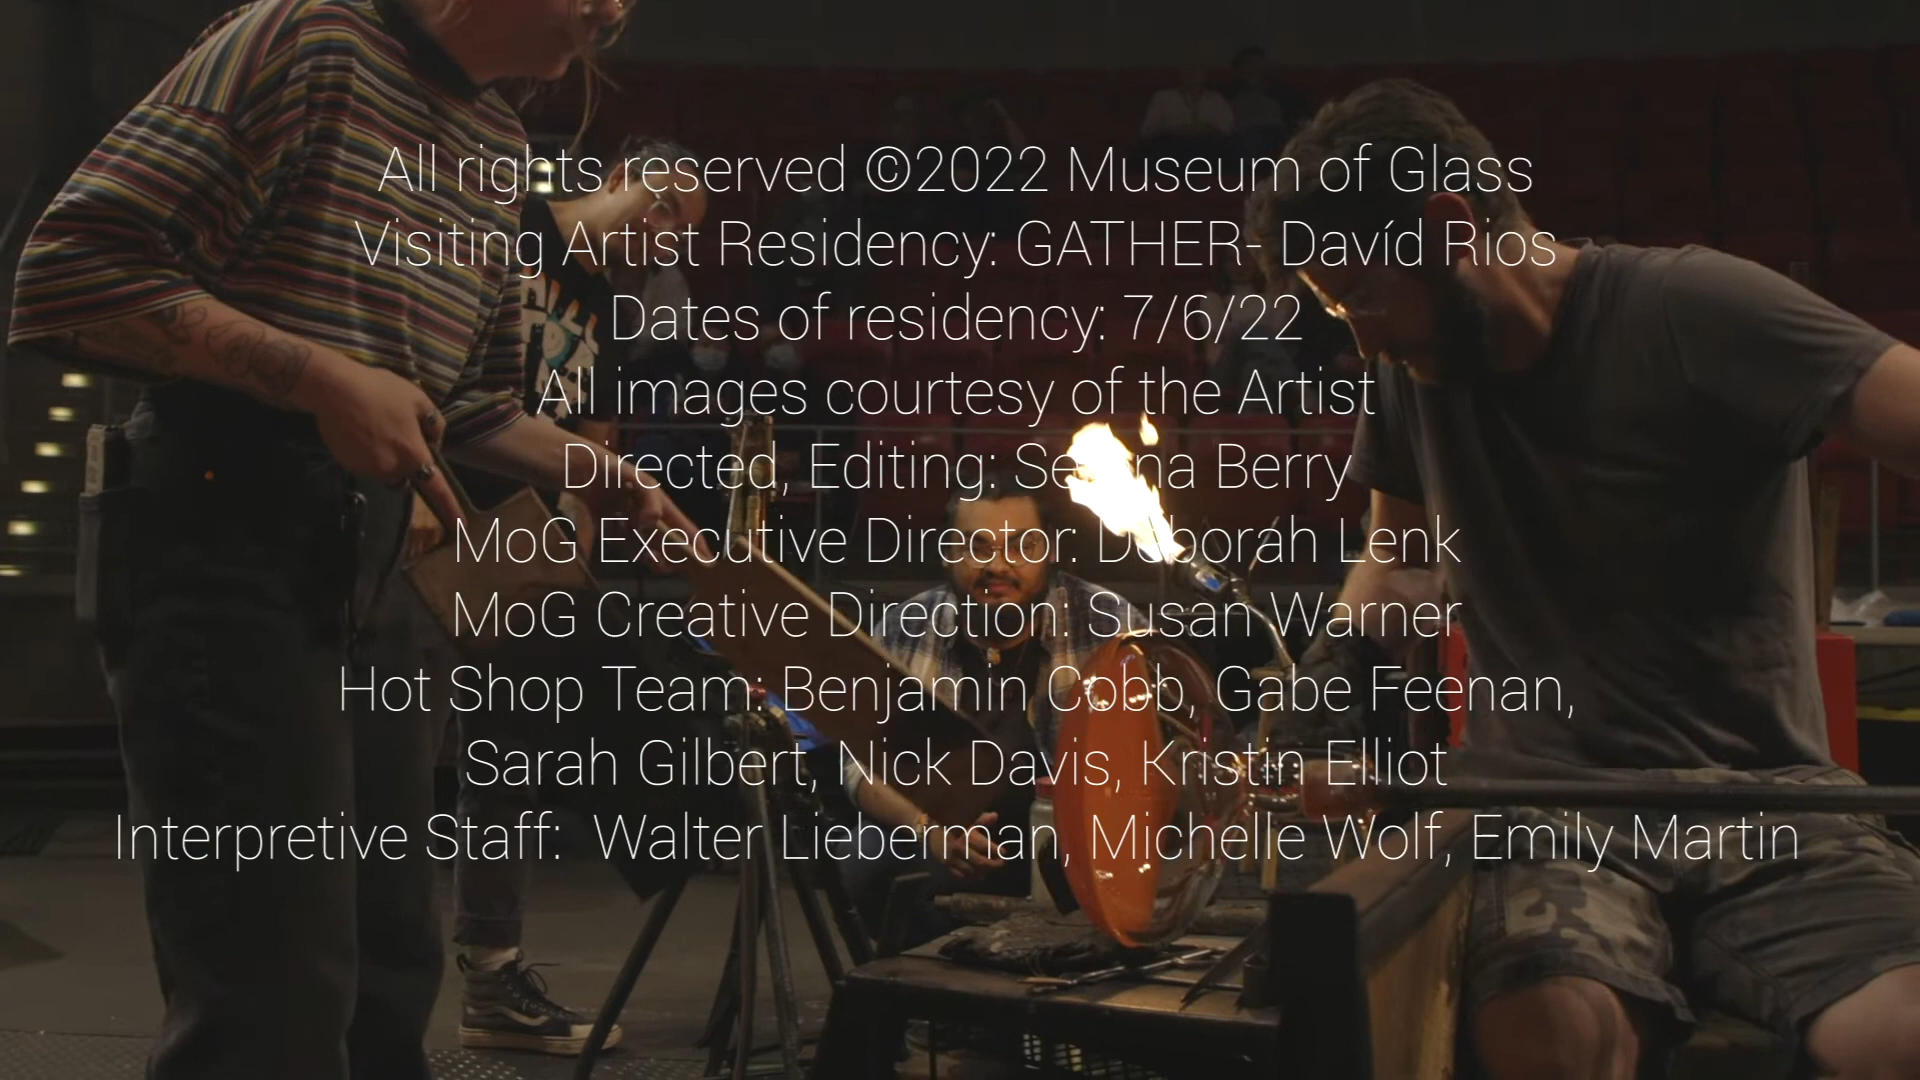 All rights reserved ©2022 Museum of Glass
Visiting Artist Residency: GATHER- Davíd Rios
Dates of residency: 7/6/22
All images courtesy of the Artist
Directed, Editing: Berry
MoG Executive Director: Deborah Lenk
MoG Creative Direction: Susan Warner
Hot Shop Team: Benjamin Cobb, Gabe Feenan,
Sarah Gilbert, Nick Davis, Kristin Elliot
Interpretive Staff:  Walter Lieberman, Michelle Wolf, Emily Martin